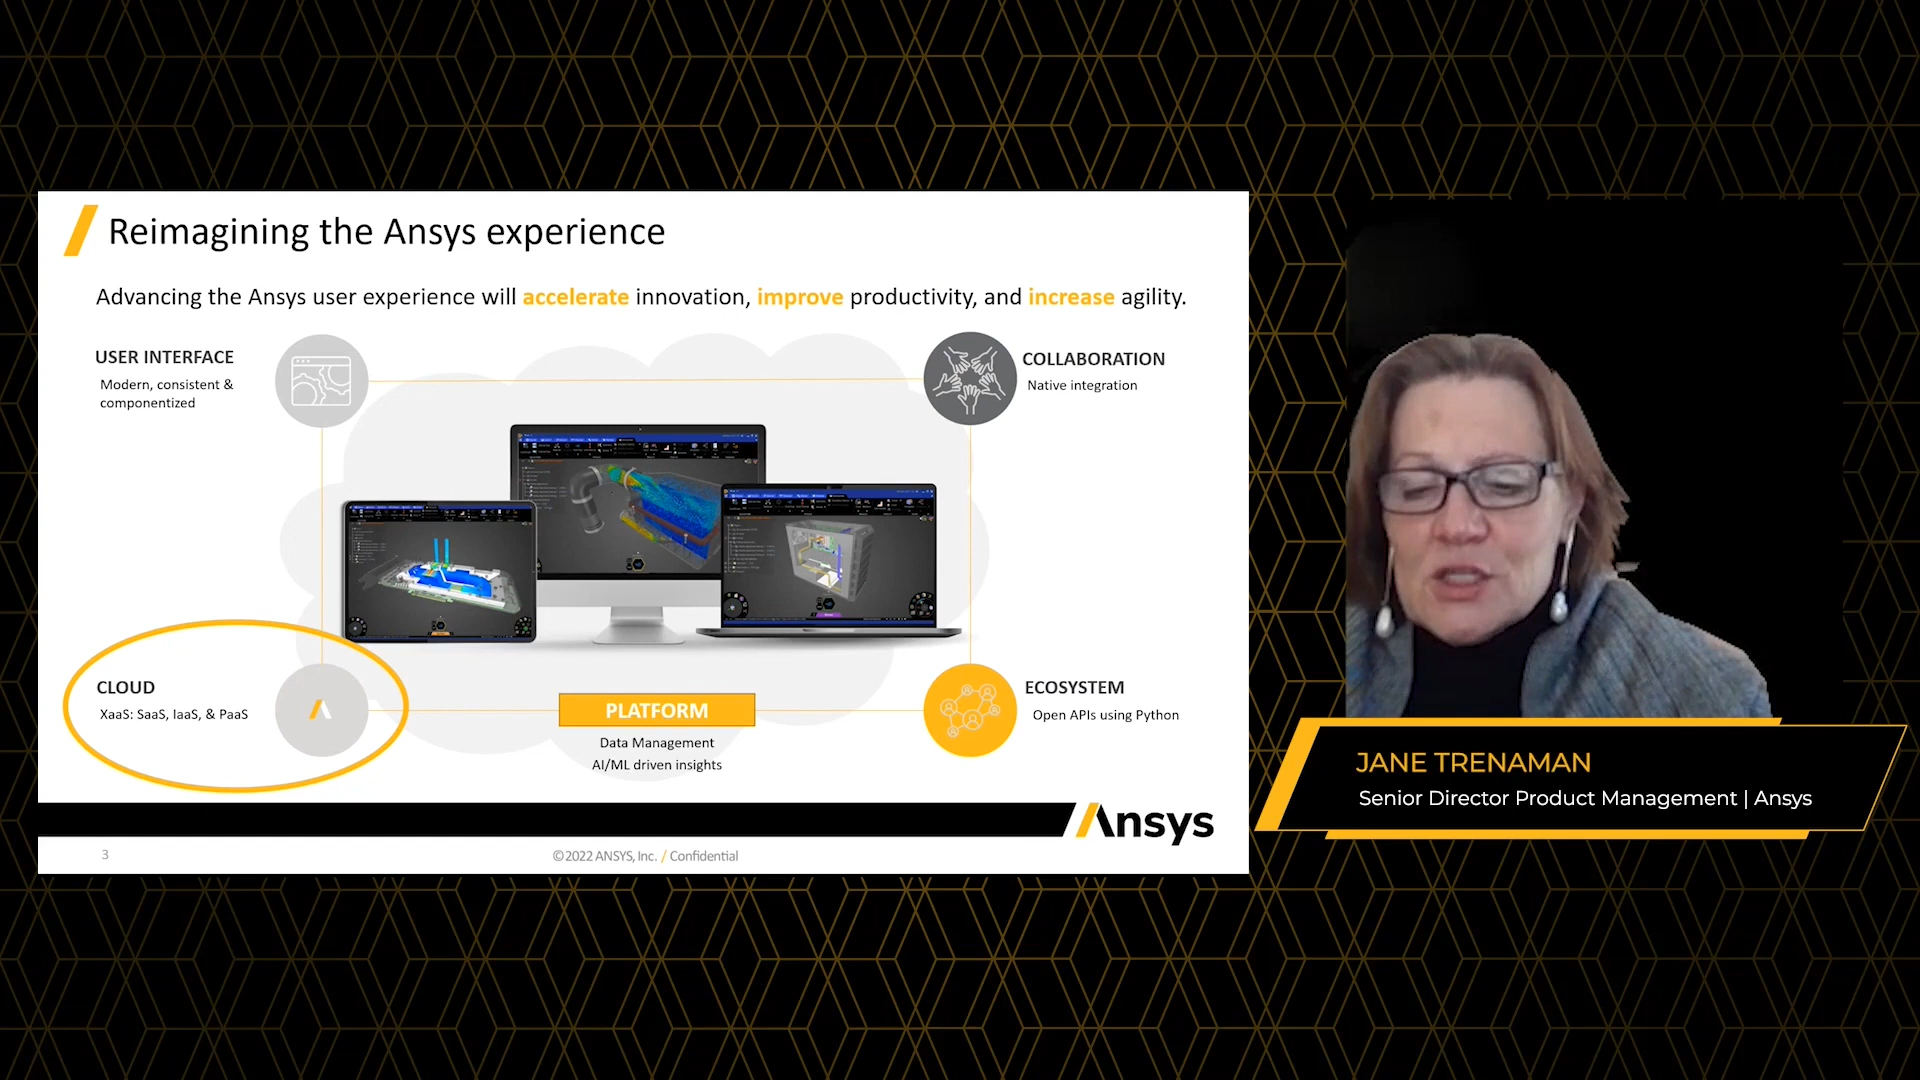 Reimagining the Ansys experience
Advancing the Ansys user experience will accelerate innovation, improve productivity, and increase agility.
USER INTERFACE
Modern, consistent &
componentized
COLLABORATION
Native integration
CLOUD
XaaS: SaaS, IaaS, & PaaS
PLATFORM
Data Management
AI/ML driven insights
ECOSYSTEM
Open APIs using Python
Ansys
3
©2022 ANSYS, Inc. / Confidential
JANE TRENAMAN
Senior Director Product Management | Ansys